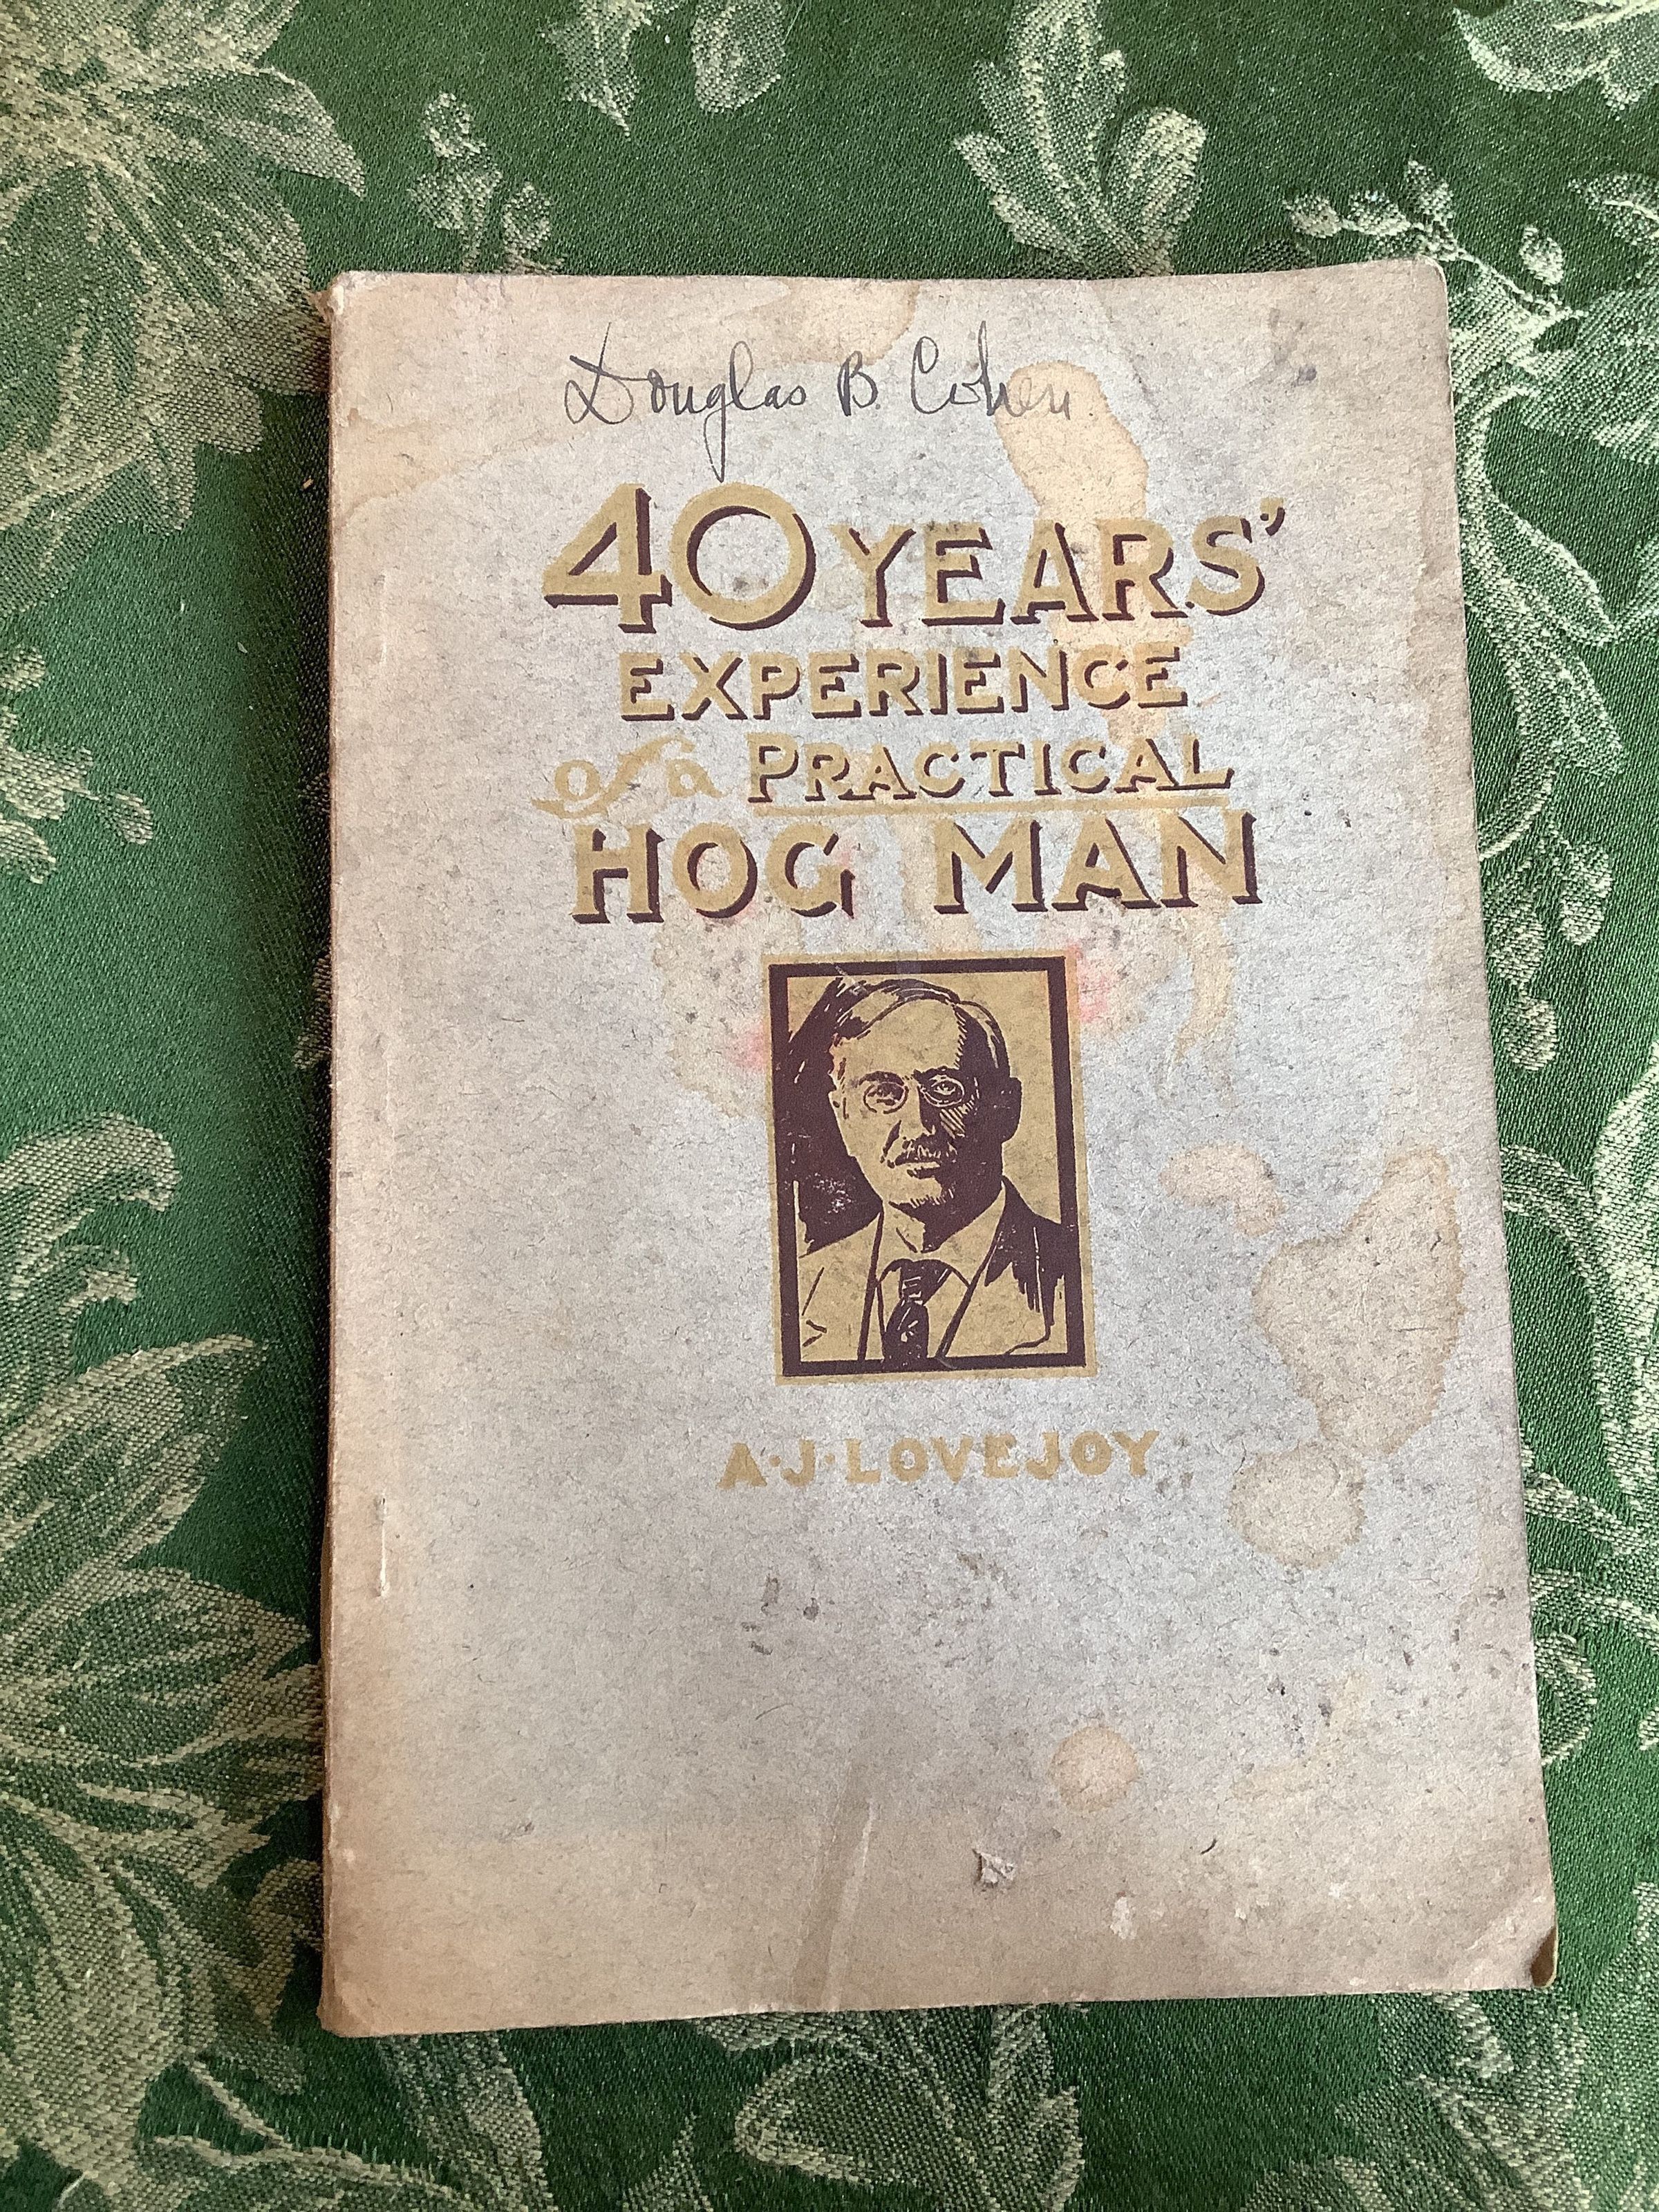 Douglas B. Cohen
40 YEARS'
EXPERIENCE
of a PRACTICAL
HOG MAN
A·J·LOVEJOY